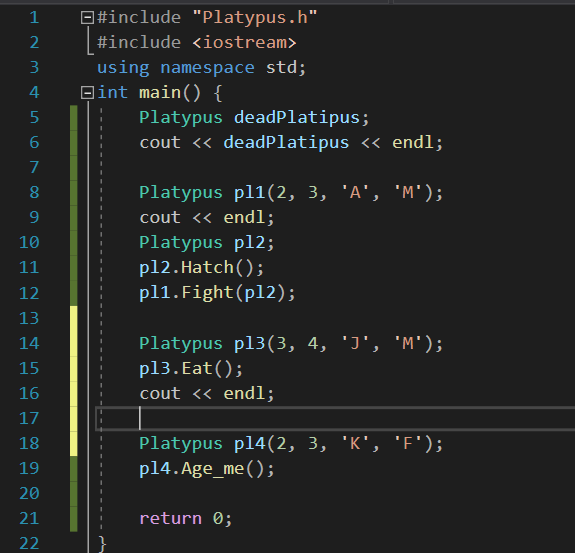 1 #include "Platypus.h"
2 #include <iostream>
3 using namespace std;
4 int main() {
5 Platypus deadPlatipus;
6 cout << deadPlatipus << endl;
7
8 Platypus pl1(2, 3, 'A', 'M');
9 cout << endl;
10 Platypus pl2;
11 pl2.Hatch();
12 pl1.Fight(pl2);
13
14 Platypus pl3(3, 4, 'J', 'M');
15 pl3.Eat();
16 cout << endl;
17
18 Platypus pl4(2, 3, 'K', 'F');
19 pl4.Age_me();
20
21 return 0;
22 }